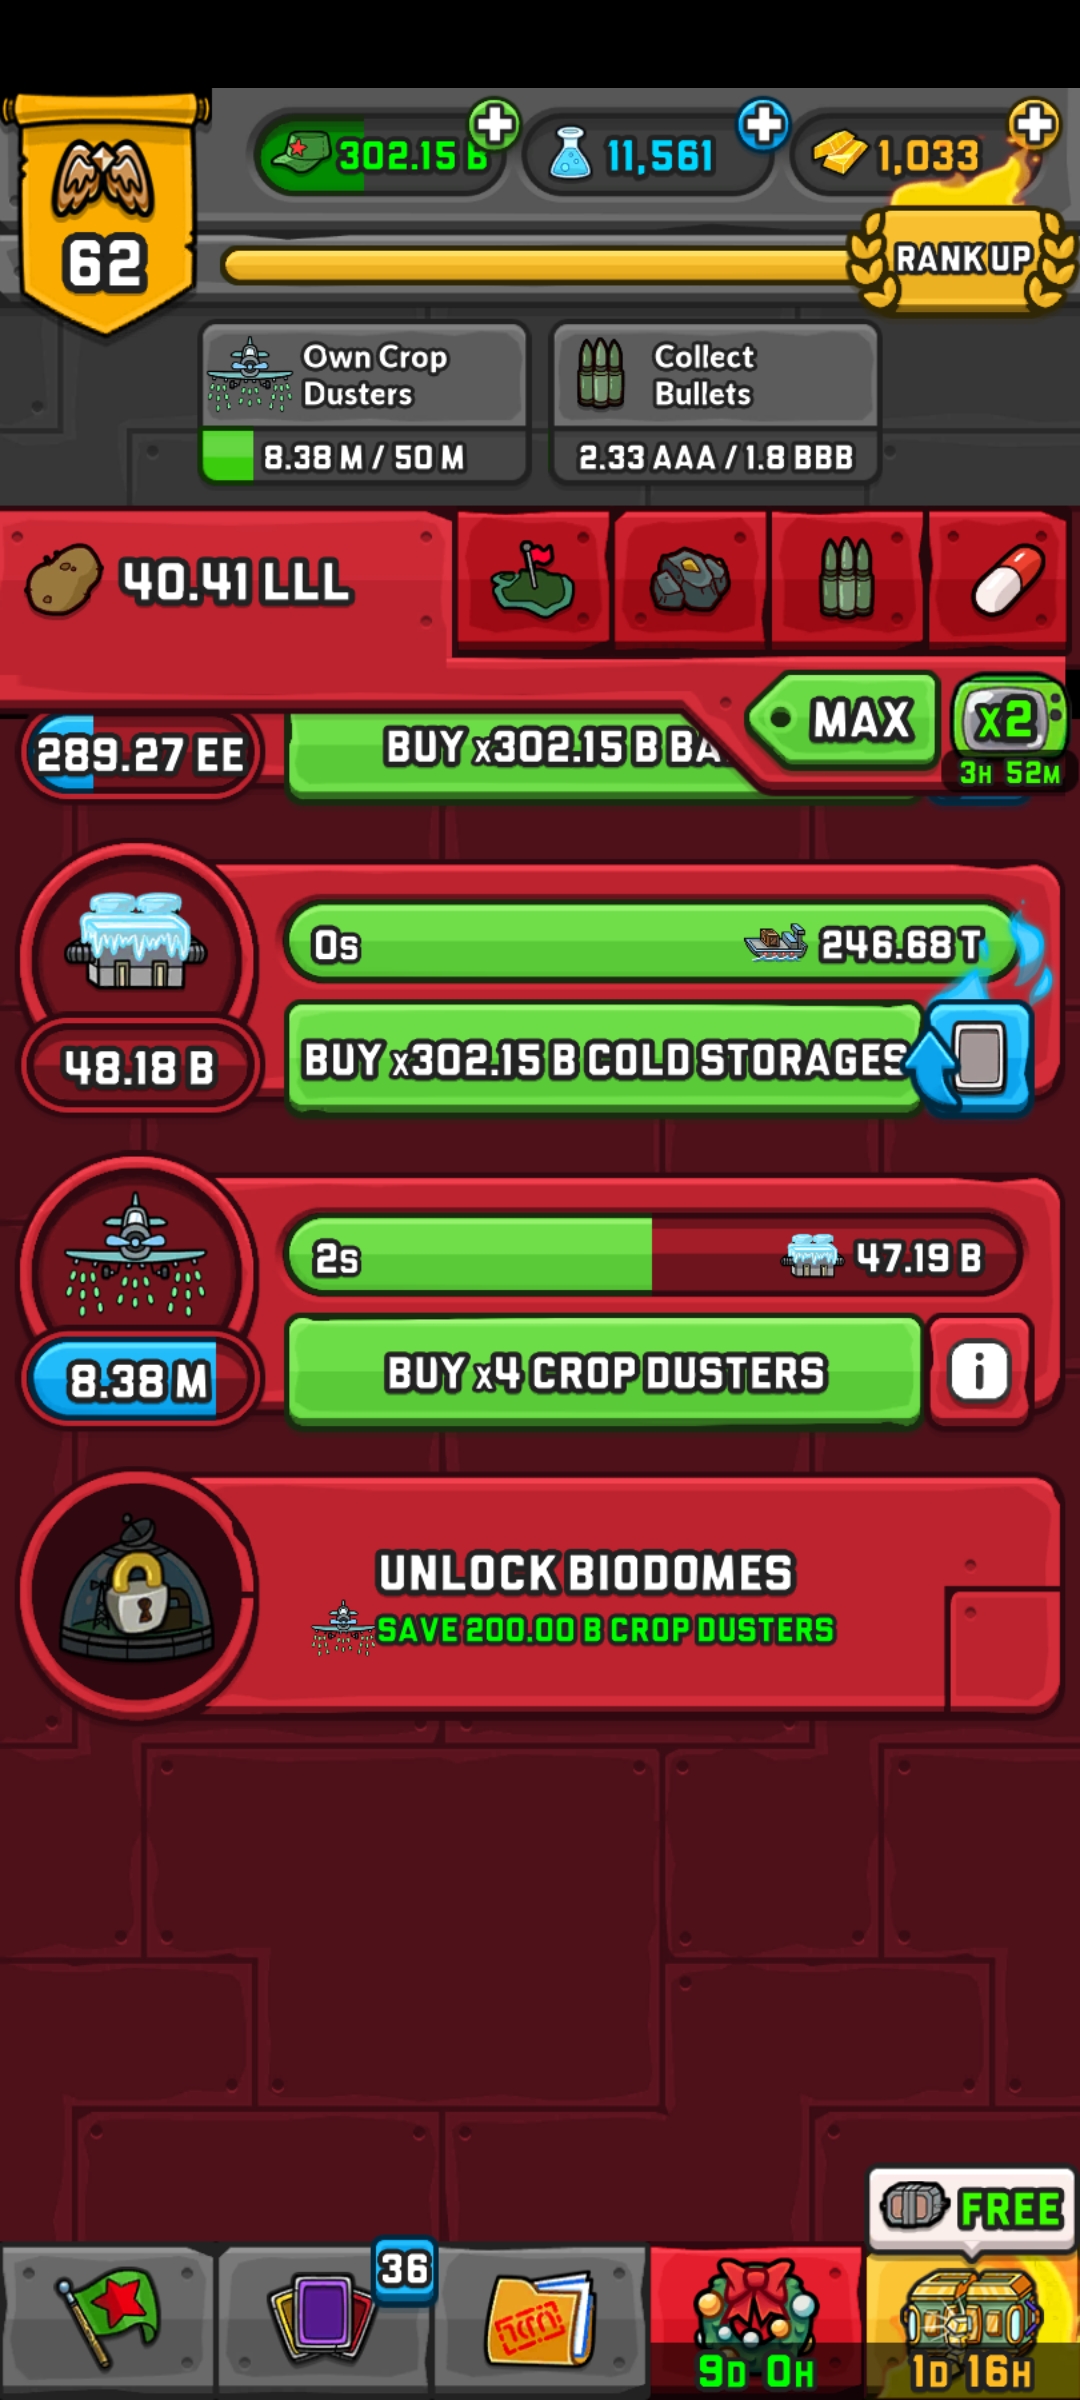 302.15 B
11,561
1,033
62
RANK UP
Own Crop
Dusters
8.38 M / 50 M
Collect
Bullets
2.33 AAA / 1.8 BBB
40.41 LLL
MAX
X2
3H 52M
289.27 EE
BUY x302.15 B BA
0s
246.68 T
48.18 B
BUY x302.15 B COLD STORAGES
2s
47.19 B
8.38 M
BUY x4 CROP DUSTERS
i
UNLOCK BIODOMES
SAVE 200.00 B CROP DUSTERS
FREE
36
9D 0H
1D 16H